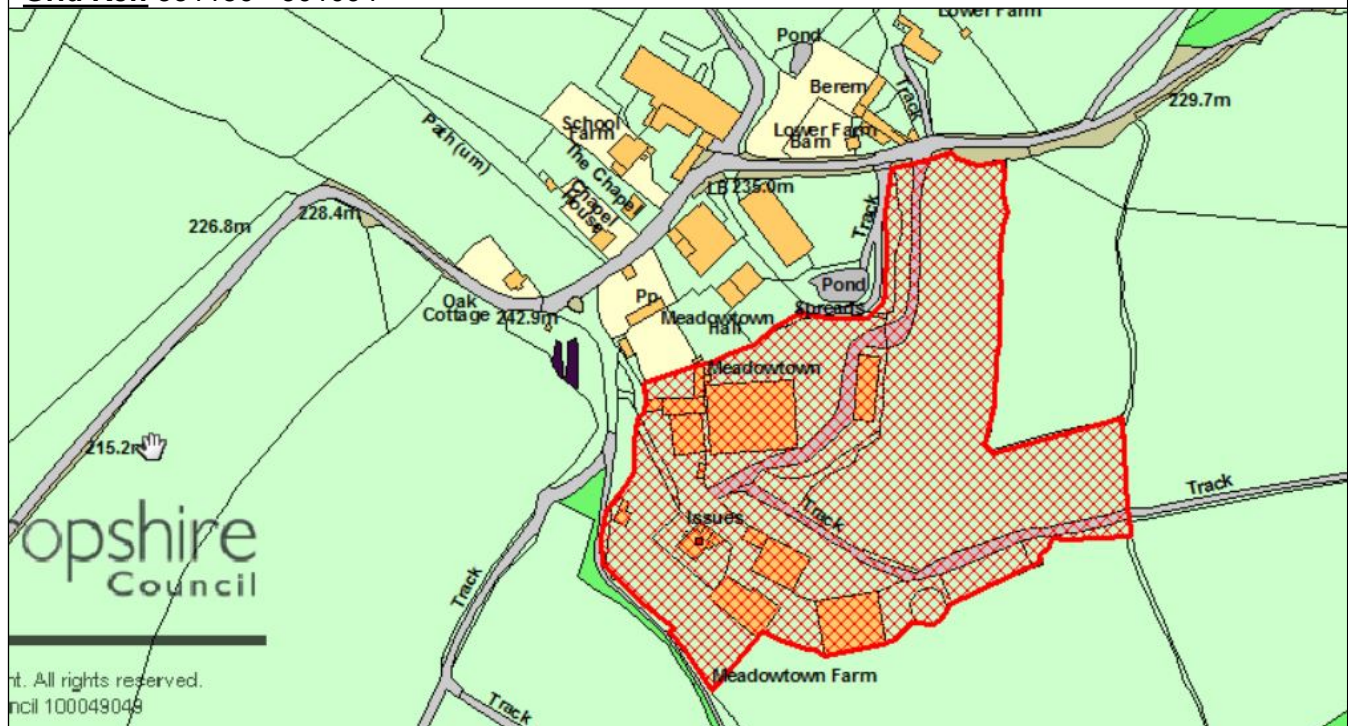 Pond
Lower Farm
Berem
Track
229.7m
School
Farm
Lower Farm
Barn
Path (um)
The Chapel
LB 235.0m
Chapel
House
226.8m
228.4m
Track
Pond
Oak
Cottage 242.9m
Pp
Spreads
Meadowtown
hall
Meadowtown
215.2m
Track
Issues
Track
ropshire
Council
Track
Meadowtown Farm
nt. All rights reserved.
ncil 100049049
Track